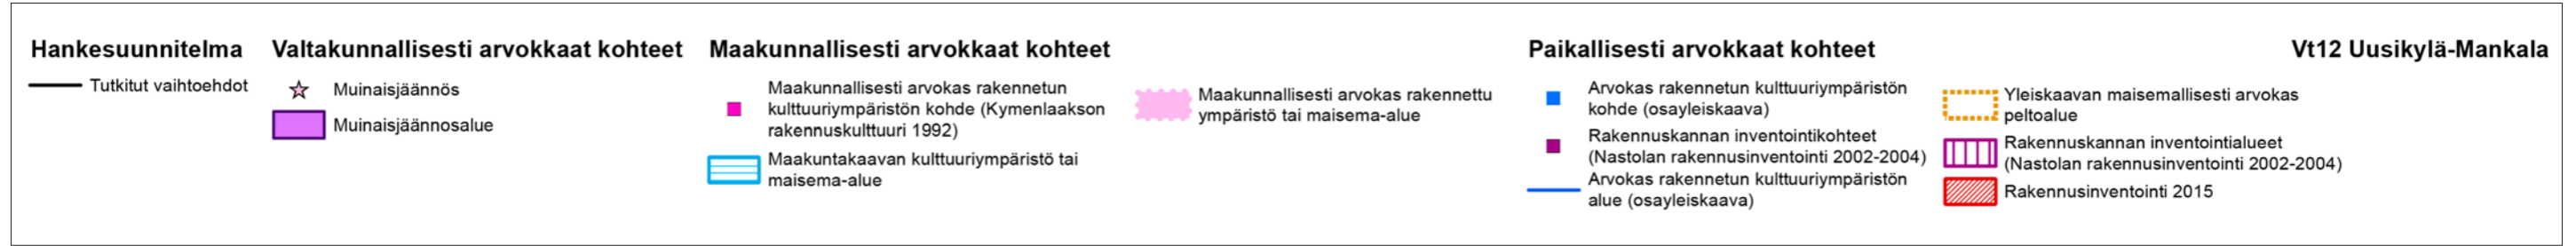 Hankesuunnitelma
Tutkitut vaihtoehdot
Valtakunnallisesti arvokkaat kohteet
Muinaisjäännös
Muinaisjäännosalue
Maakunnallisesti arvokkaat kohteet
Maakunnallisesti arvokas rakennetun
kulttuuriympäristön kohde (Kymenlaakson
rakennuskulttuuri 1992)
Maakuntakaavan kulttuuriympäristö tai
maisema-alue
Maakunnallisesti arvokas rakennettu
ympäristö tai maisema-alue
Paikallisesti arvokkaat kohteet
Arvokas rakennetun kulttuuriympäristön
kohde (osayleiskaava)
Rakennuskannan inventointikohteet
(Nastolan rakennusinventointi 2002-2004)
Arvokas rakennetun kulttuuriympäristön
alue (osayleiskaava)
Yleiskaavan maisemallisesti arvokas
peltoalue
Rakennuskannan inventointialueet
(Nastolan rakennusinventointi 2002-2004)
Rakennusinventointi 2015
Vt12 Uusikylä-Mankala